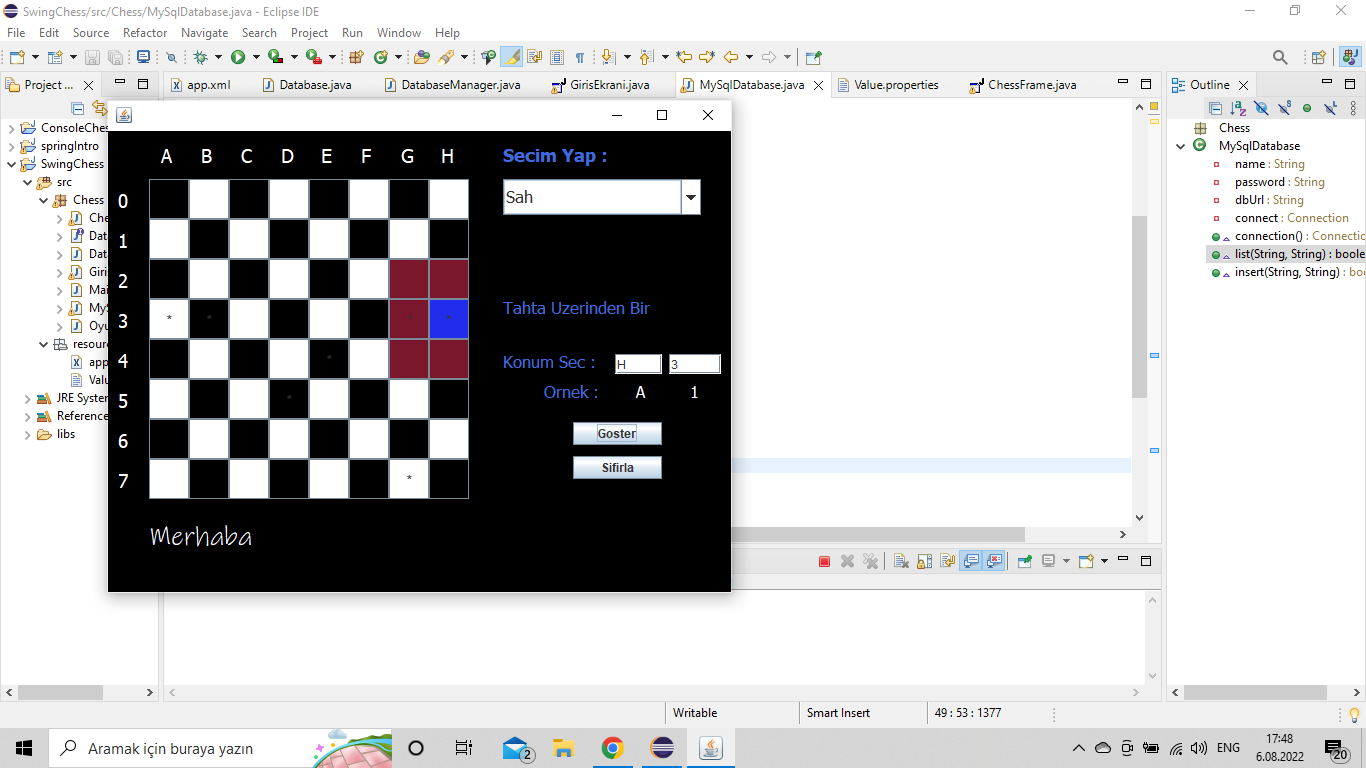 SwingChess/src/Chess/MySqlDatabase.java - Eclipse IDE
File Edit Source Refactor Navigate Search Project Run Window Help
Project ...
app.xml
Database.java
DatabaseManager.java
GirisEkrani.java
MySqlDatabase.java
Value.properties
ChessFrame.java
Outline
ConsoleChes
springIntro
SwingChess
src
Chess
Che
Dat
Dat
Giris
Mai
MyS
Oyu
resourc
app
Valu
JRE System
Reference
libs
A B C D E F G H
0
1
2
3
* * * *
4
*
5
*
6
7
*
Merhaba
Secim Yap :
Sah
Tahta Uzerinden Bir
Konum Sec : H 3
Ornek : A 1
Goster
Sifirla
Chess
MySqlDatabase
name : String
password : String
dbUrl : String
connect : Connection
connection() : Connectio
list(String, String) : boole
insert(String, String) : boo
Writable
Smart Insert
49 : 53 : 1377
Aramak için buraya yazın
2
ENG
17:48
6.08.2022
20